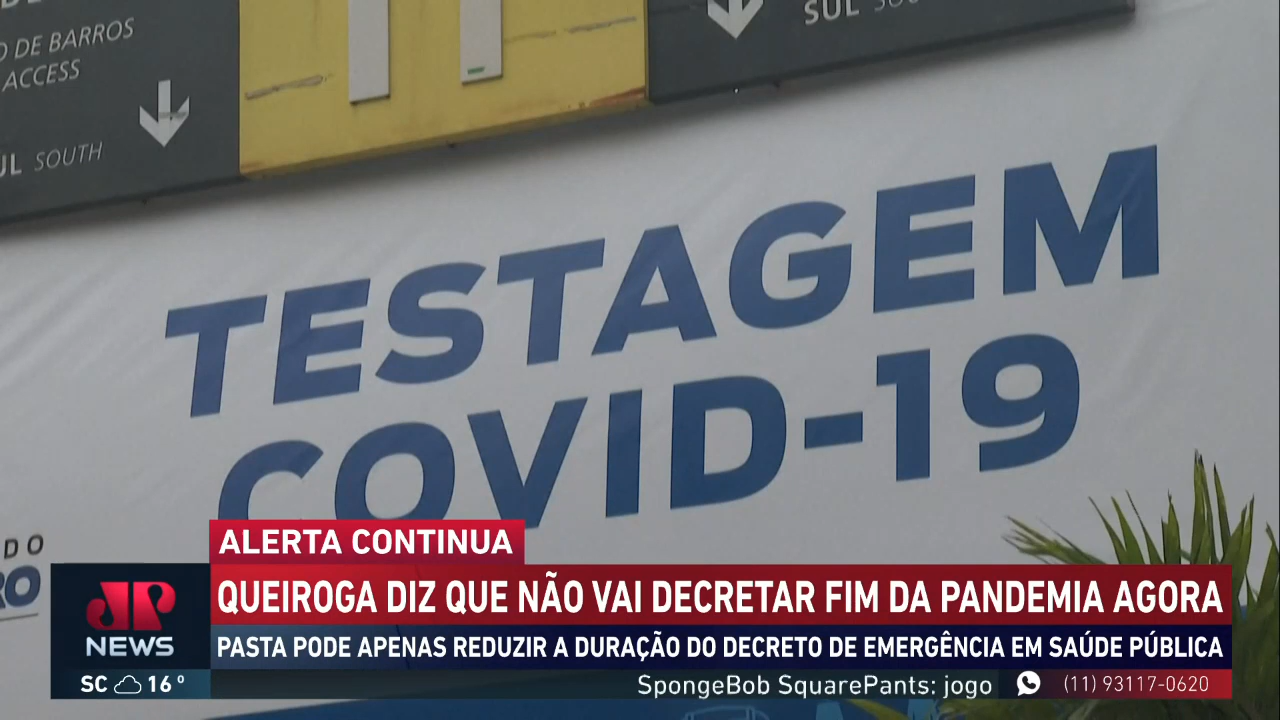 O DE BARROS
ACCESS
UL SOUTH
SUL
TESTAGEM
COVID-19
DO
RO
ALERTA CONTINUA
JP
NEWS
QUEIROGA DIZ QUE NÃO VAI DECRETAR FIM DA PANDEMIA AGORA
PASTA PODE APENAS REDUZIR A DURAÇÃO DO DECRETO DE EMERGÊNCIA EM SAÚDE PÚBLICA
SC 16°
SpongeBob SquarePants: jogo
(11) 93117-0620